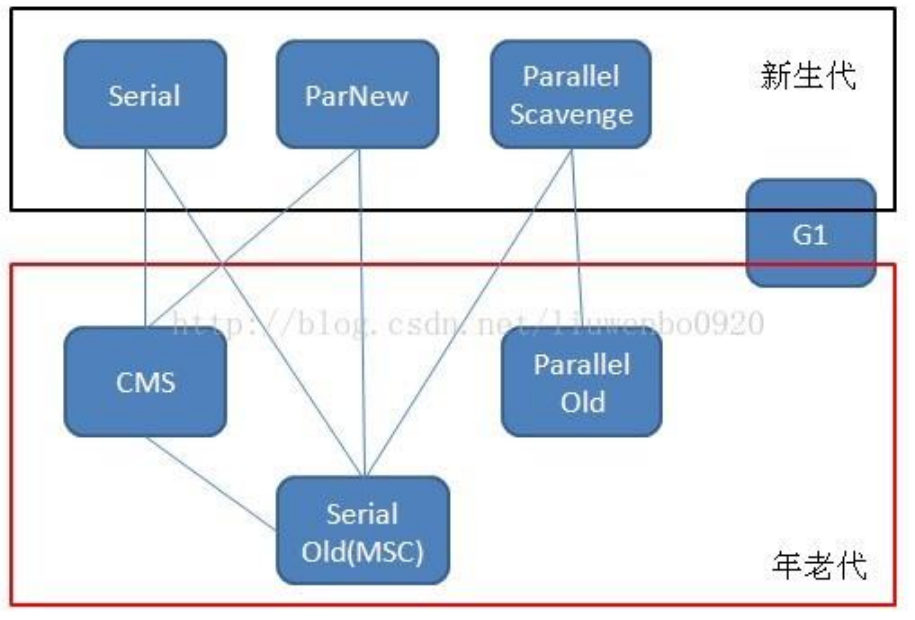 Serial
ParNew
Parallel
Scavenge
新生代
G1
http://blog.csdn.net/liuwenbo0920
CMS
Parallel
Old
Serial
Old(MSC)
年老代